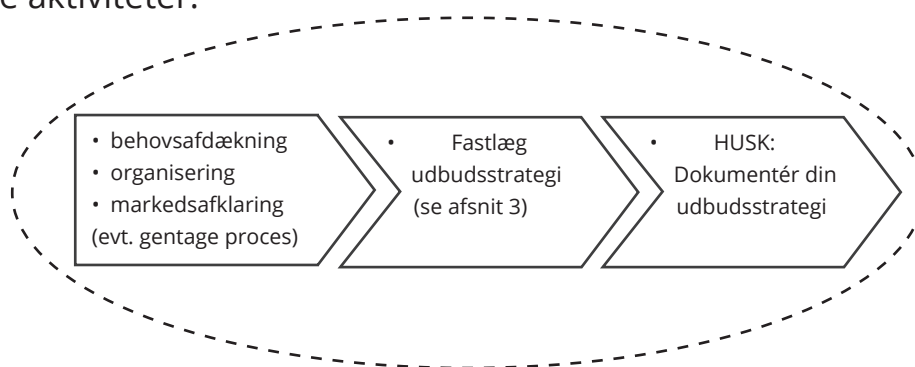 e aktiviteter:
• behovsafdækning
• organisering
• markedsafklaring
(evt. gentage proces)
• Fastlæg
udbudsstrategi
(se afsnit 3)
• HUSK:
Dokumentér din
udbudsstrategi